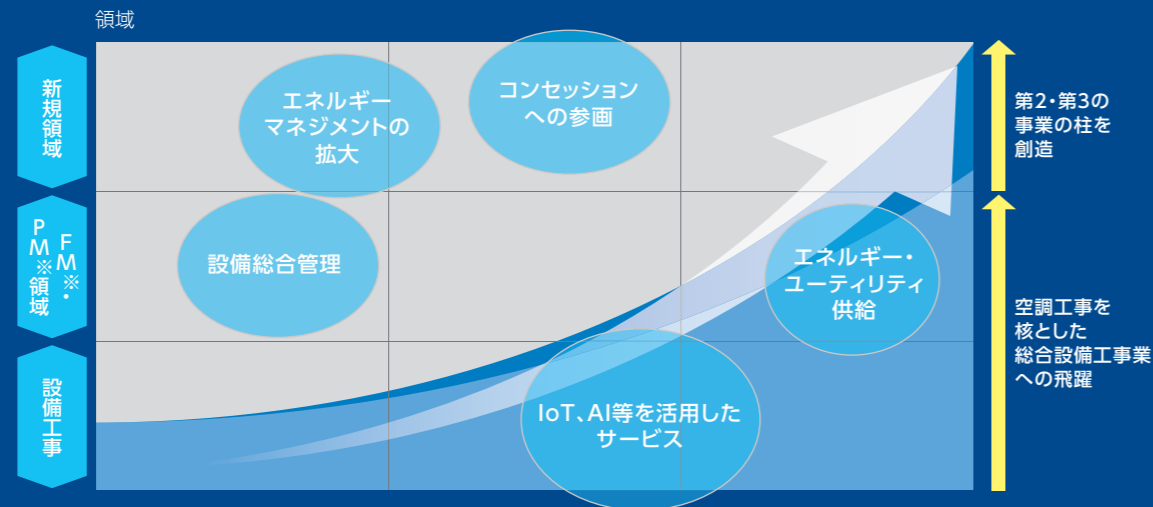 領域
新規領域
FM※・
PM※領域
設備工事
エネルギー
マネジメントの
拡大
コンセッション
への参画
設備総合管理
エネルギー・
ユーティリティ
供給
IoT、AI等を活用した
サービス
第2・第3の
事業の柱を
創造
空調工事を
核とした
総合設備工事業
への飛躍